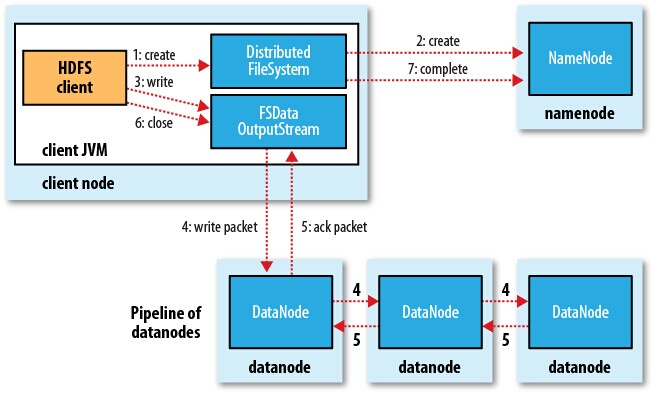 HDFS
client
1: create
3: write
6: close
Distributed
FileSystem
FSData
OutputStream
2: create
7: complete
NameNode
namenode
client JVM
client node
4: write packet
5: ack packet
Pipeline of
datanodes
DataNode
4
5
DataNode
4
5
DataNode
datanode
datanode
datanode